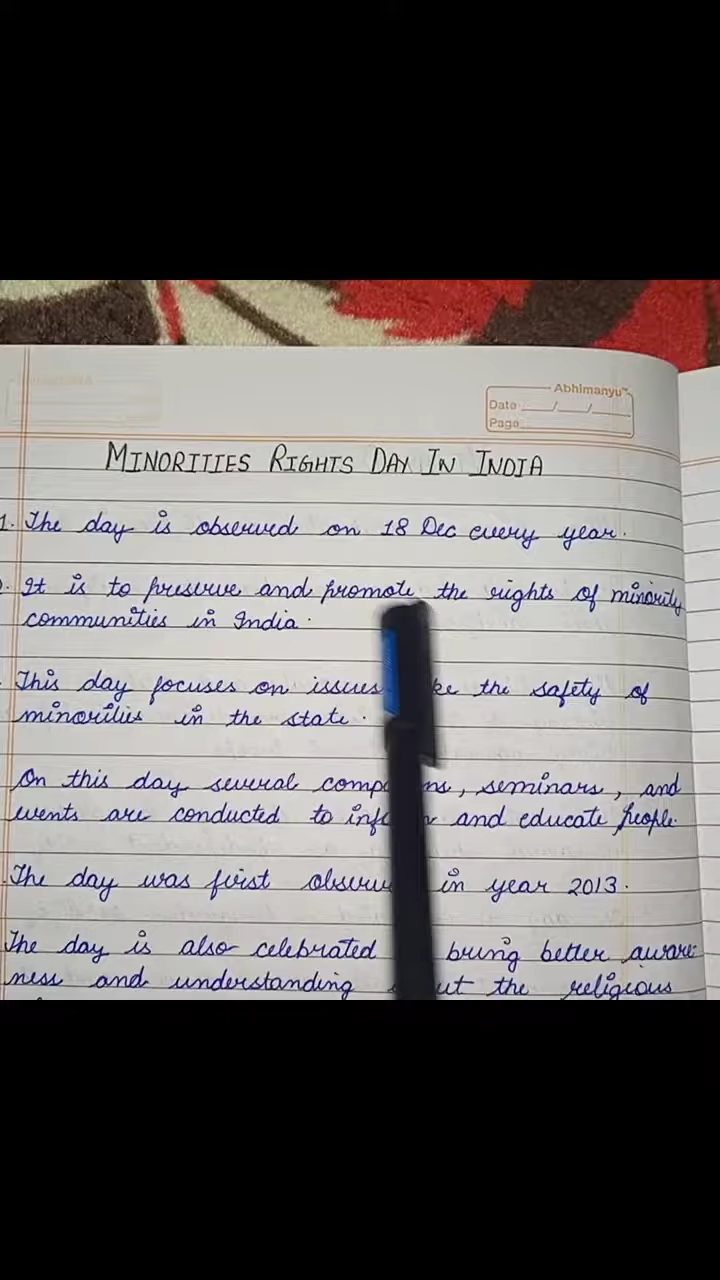 Abhimanyu
Date ___/___/___
Page
MINORITIES RIGHTS DAY IN INDIA
1. The day is observed on 18 Dec every year.
It is to preserve and promote the rights of minority
communities in India.
This day focuses on issues the safety of
minorities in the state.
On this day several seminars, and
events are conducted to and educate people.
The day was first in year 2013.
The day is also celebrated bring better aware-
ness and understanding the religious